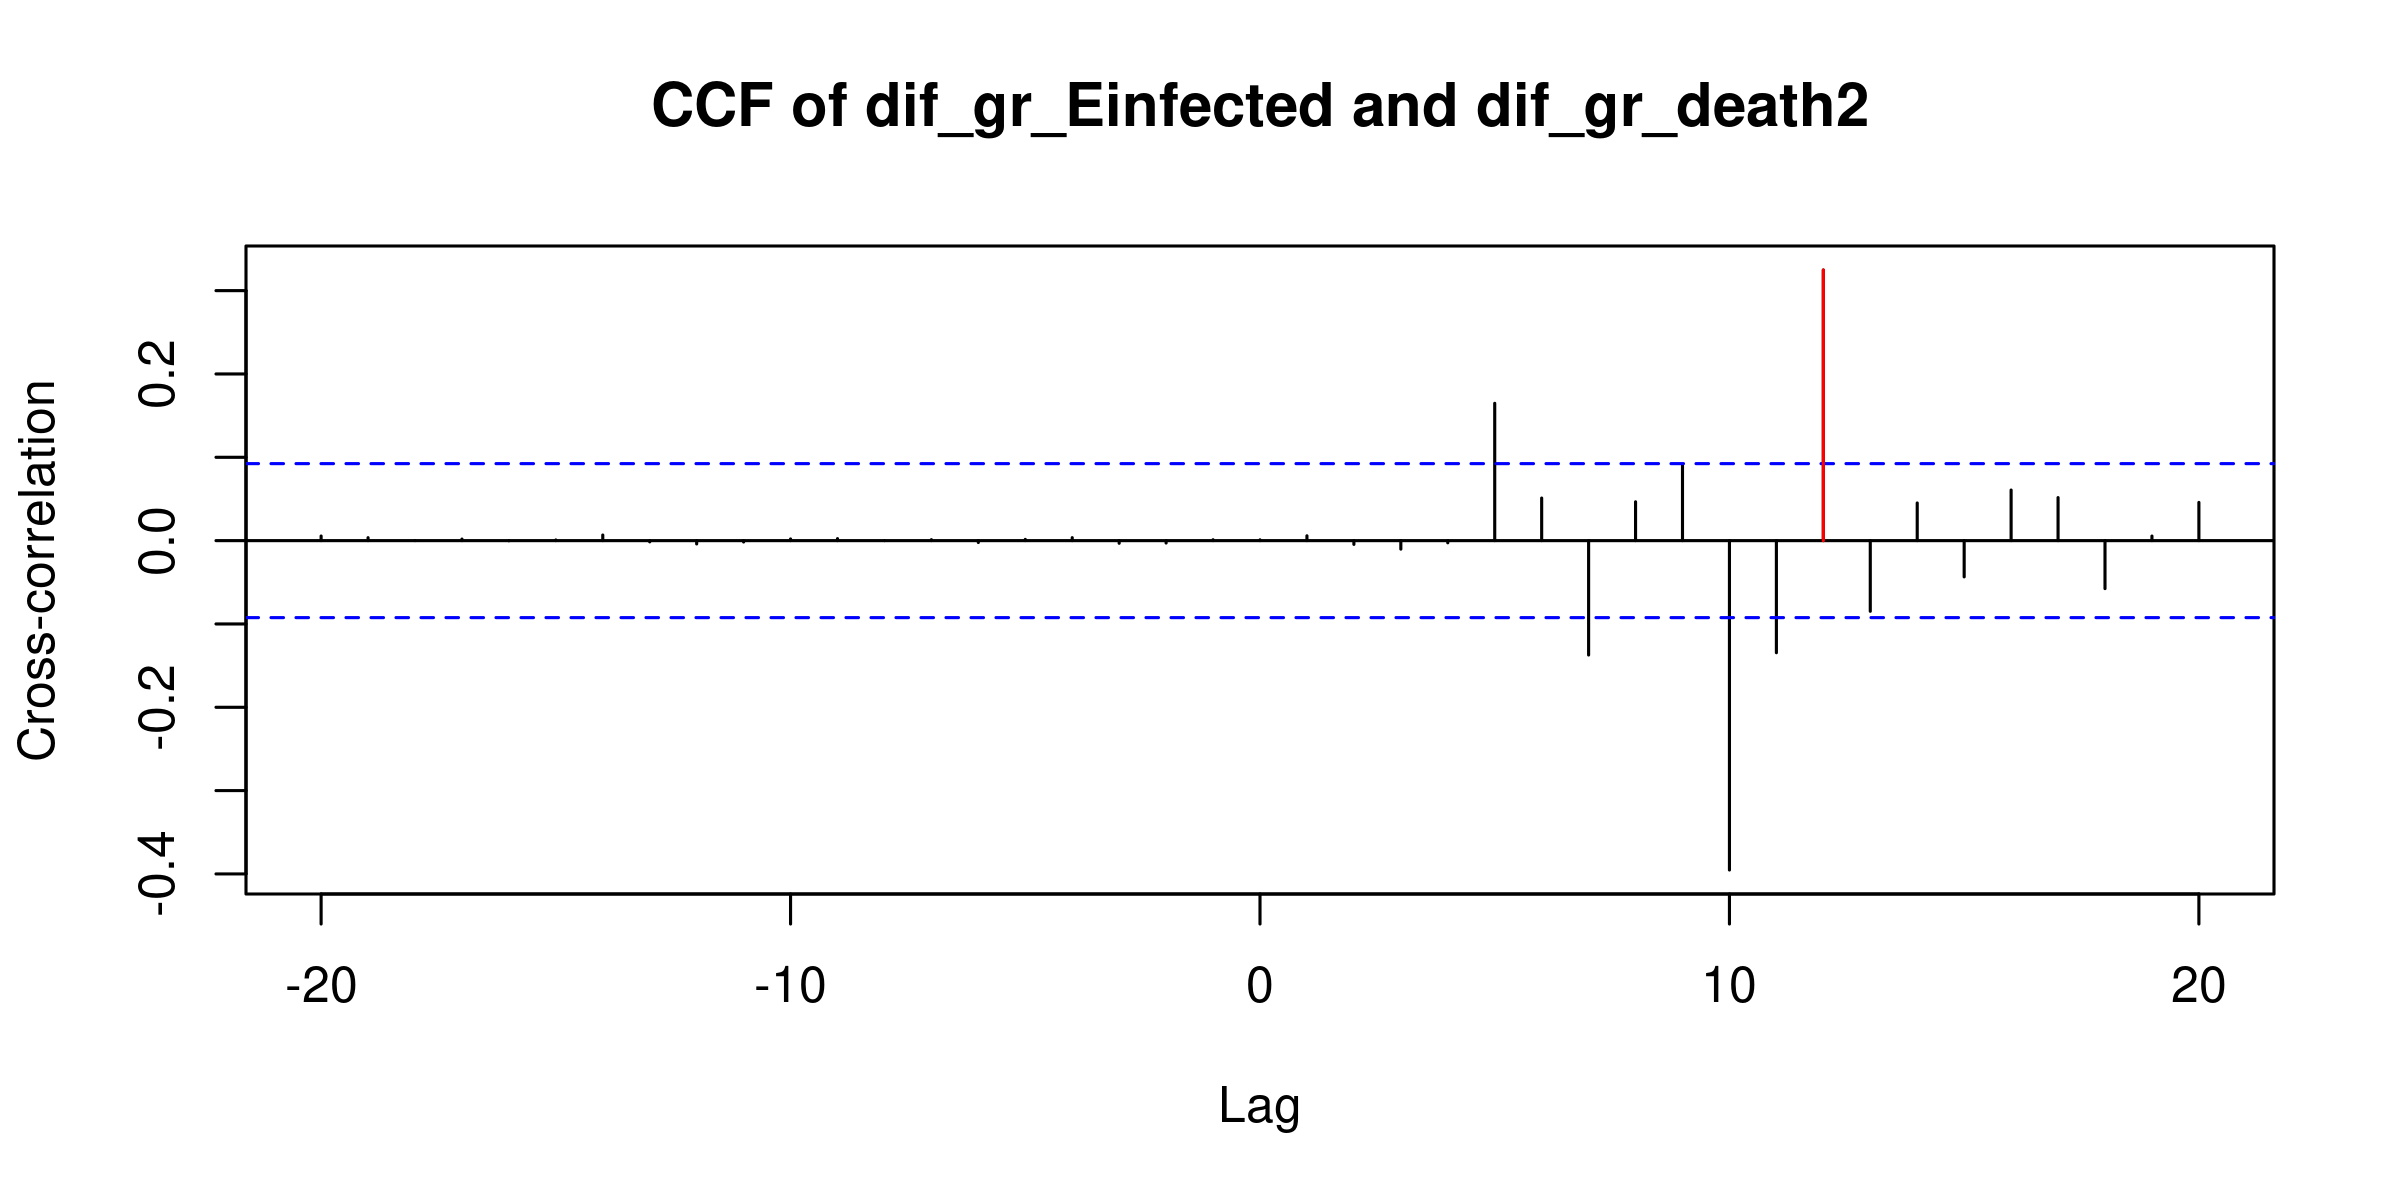 CCF of dif_gr_Einfected and dif_gr_death2
Cross-correlation
0.2
0.0
-0.2
-0.4
-20 -10 0 10 20
Lag